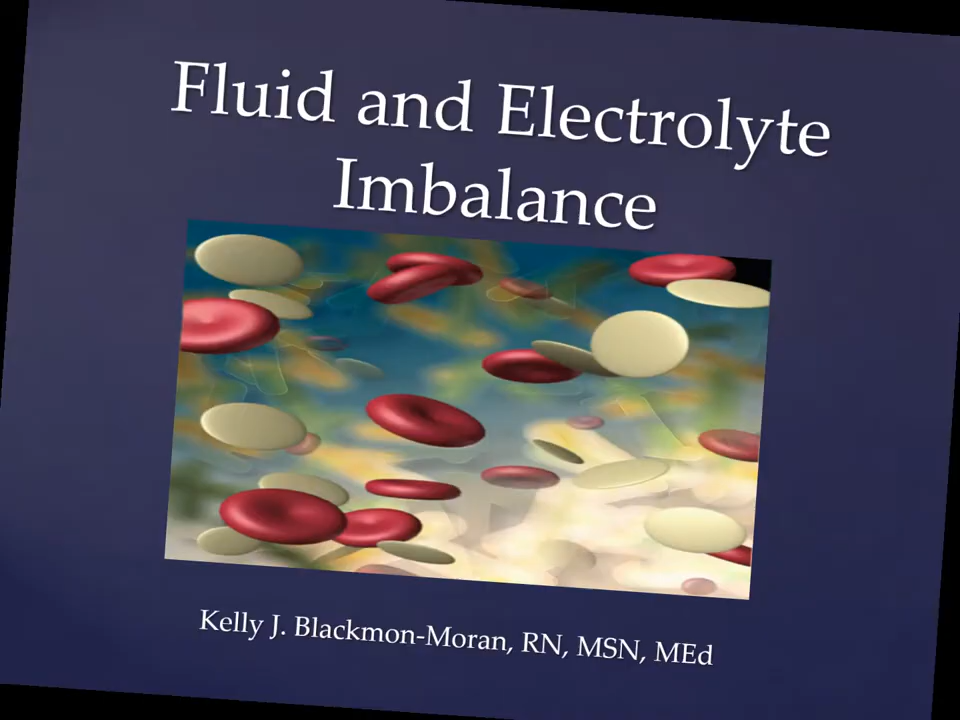 Fluid and Electrolyte
Imbalance
Kelly J. Blackmon-Moran, RN, MSN, MEd